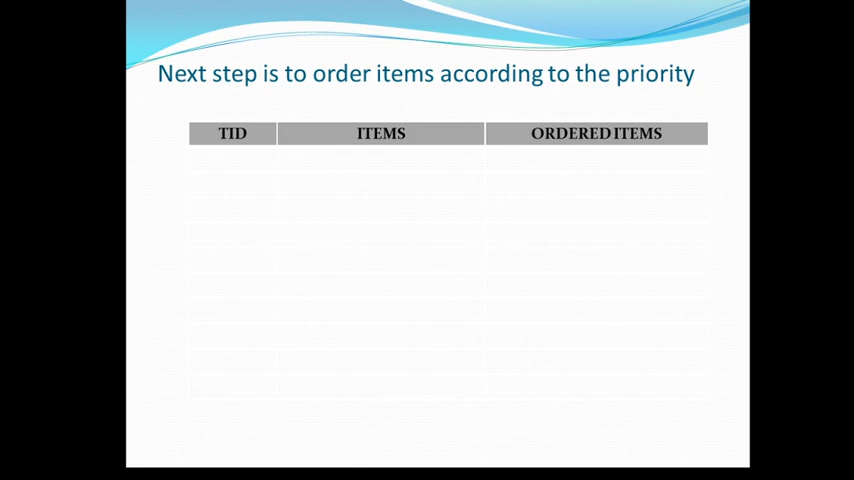 Next step is to order items according to the priority
TID ITEMS ORDERED ITEMS